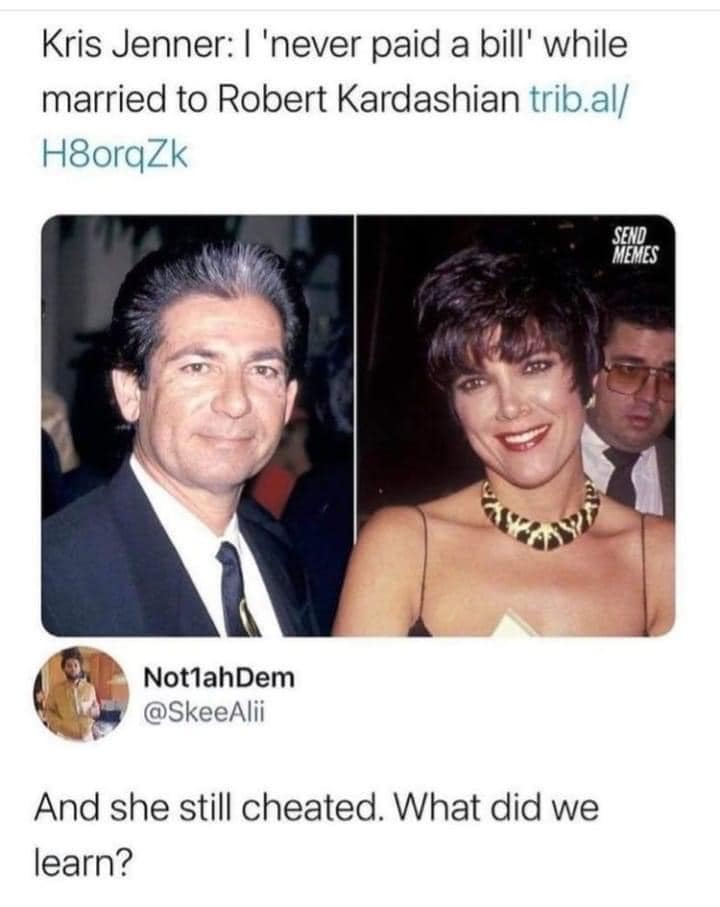 Kris Jenner: I 'never paid a bill' while
married to Robert Kardashian trib.al/
H8orqZk
SEND
MEMES
Not1ahDem
@SkeeAlii
And she still cheated. What did we
learn?